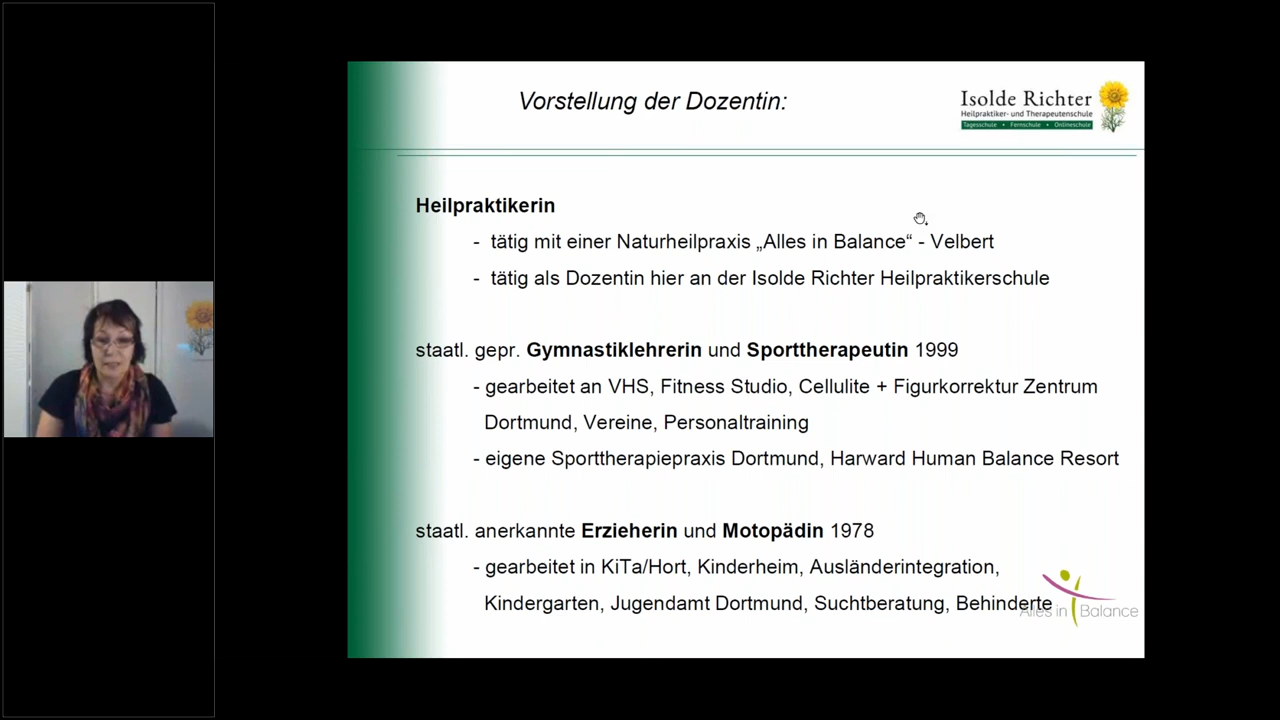 Vorstellung der Dozentin:
Isolde Richter
Heilpraktiker- und Therapeutenschule
Tagesschule • Fernschule • Onlineschule
Heilpraktikerin
- tätig mit einer Naturheilpraxis „Alles in Balance“ - Velbert
- tätig als Dozentin hier an der Isolde Richter Heilpraktikerschule
staatl. gepr. Gymnastiklehrerin und Sporttherapeutin 1999
- gearbeitet an VHS, Fitness Studio, Cellulite + Figurkorrektur Zentrum
Dortmund, Vereine, Personaltraining
- eigene Sporttherapiepraxis Dortmund, Harward Human Balance Resort
staatl. anerkannte Erzieherin und Motopädin 1978
- gearbeitet in KiTa/Hort, Kinderheim, Ausländerintegration,
Kindergarten, Jugendamt Dortmund, Suchtberatung, Behinderte
Alles in Balance